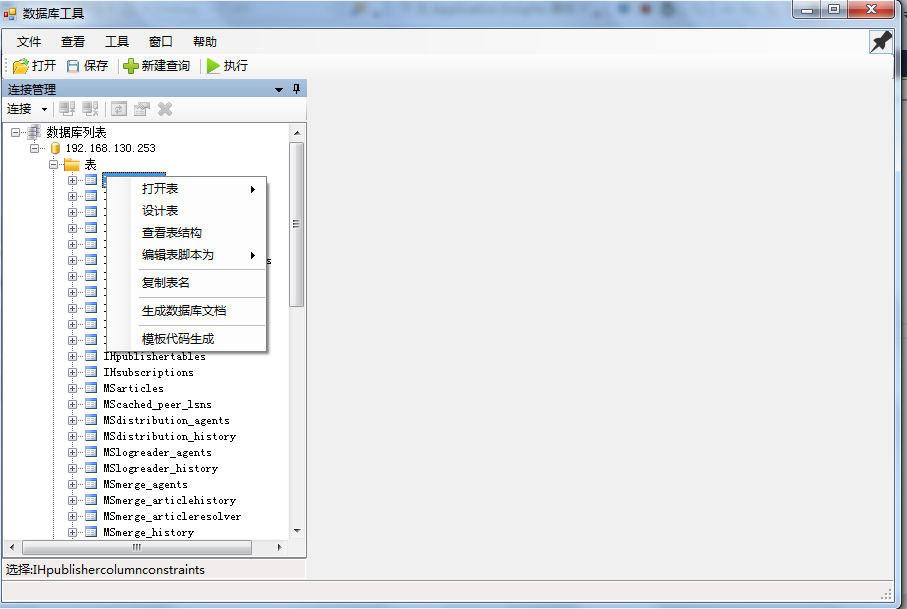 数据库工具
文件 查看 工具 窗口 帮助
打开 保存 新建查询 执行
连接管理
连接
数据库列表
192.168.130.253
表
打开表
设计表
查看表结构
编辑表脚本为
s
复制表名
生成数据库文档
模板代码生成
IHpublishertables
IHsubscriptions
MSarticles
MScached_peer_lsns
MSdistribution_agents
MSdistribution_history
MSlogreader_agents
MSlogreader_history
MSmerge_agents
MSmerge_articlehistory
MSmerge_articleresolver
MSmerge_history
选择:IHpublishercolumnconstraints